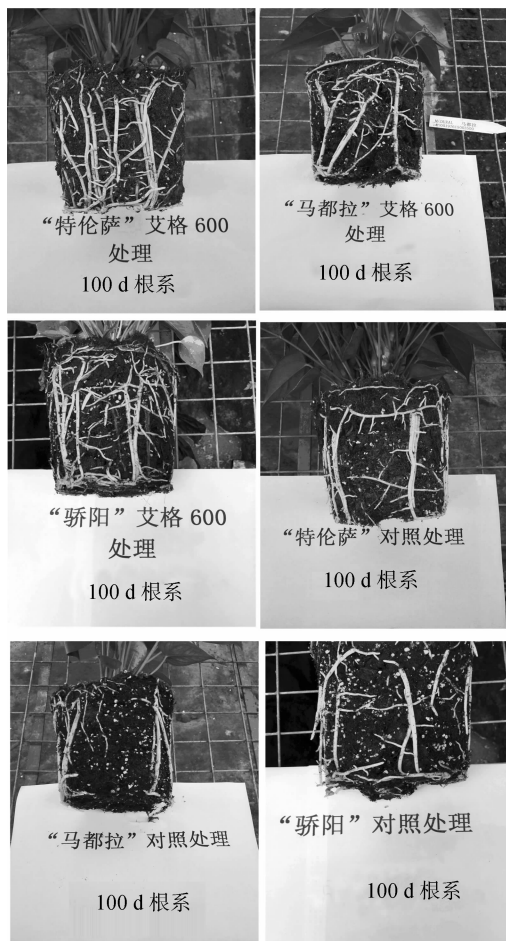 “特伦萨”艾格 600
处理
100 d 根系
“马都拉”艾格 600
处理
100 d 根系
“骄阳”艾格 600
处理
100 d 根系
“特伦萨”对照处理
100 d 根系
“马都拉”对照处理
100 d 根系
“骄阳”对照处理
100 d 根系